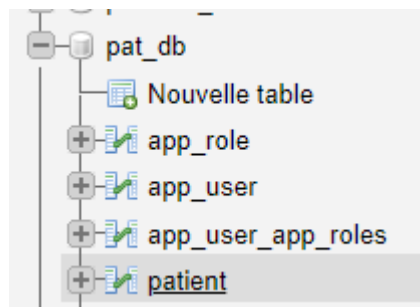 pat_db
Nouvelle table
app_role
app_user
app_user_app_roles
patient